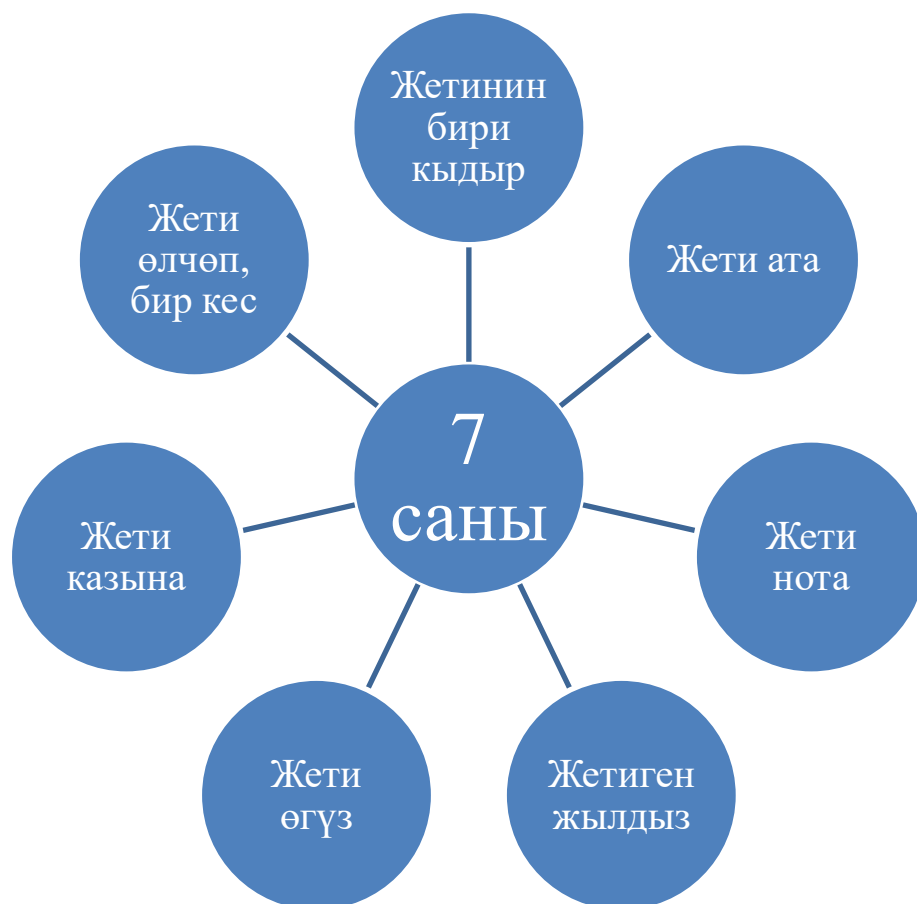 Жетинин
бири
кыдыр
Жети ата
Жети
нота
Жетиген
жылдыз
Жети
өгүз
Жети
казына
Жети
өлчөп,
бир кес
7
саны